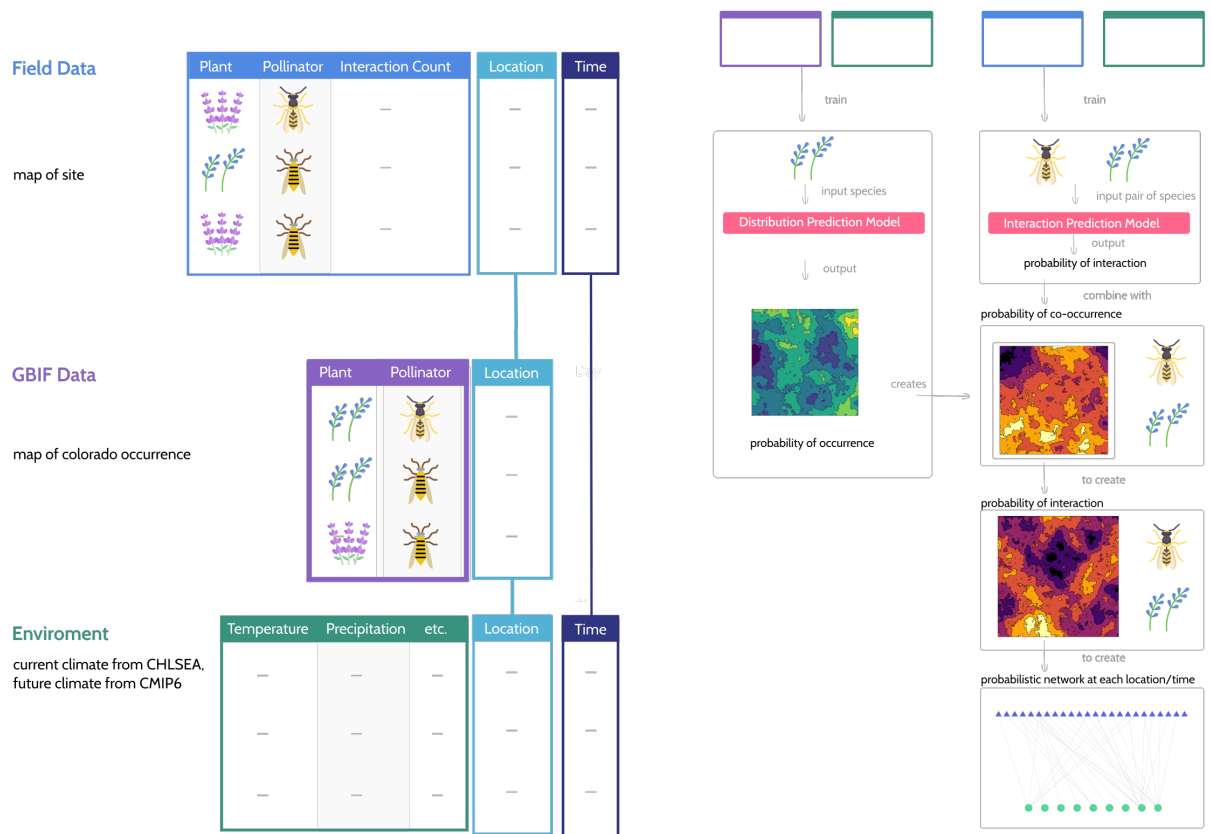 Field Data
Plant Pollinator Interaction Count Location Time
map of site
GBIF Data
Plant Pollinator Location
map of colorado occurrence
Enviroment
current climate from CHLSEA,
future climate from CMIP6
Temperature Precipitation etc. Location Time
train
input species
Distribution Prediction Model
output
probability of occurrence
creates
train
input pair of species
Interaction Prediction Model
output
probability of interaction
combine with
probability of co-occurrence
to create
probability of interaction
to create
probabilistic network at each location/time